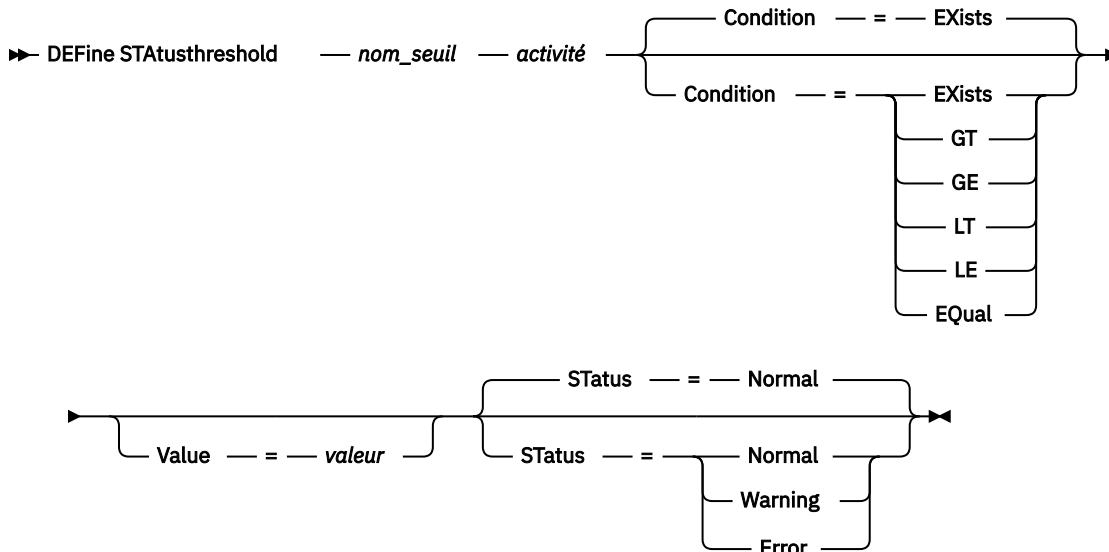 Condition = EXists
DEFine STAtusthreshold nom_seuil activité
Condition = EXists
GT
GE
LT
LE
EQual
STatus = Normal
Value = valeur STatus = Normal
Warning
Error